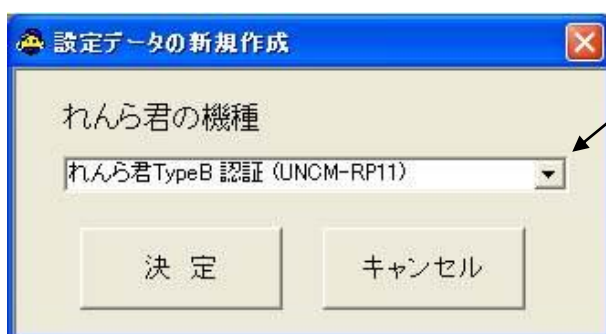 設定データの新規作成
れんら君の機種
れんら君TypeB 認証 (UNCM-RP11)
決 定
キャンセル